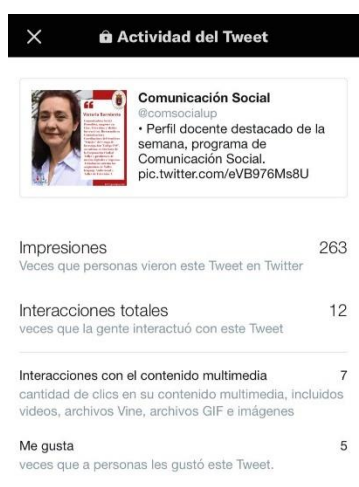 Actividad del Tweet
Comunicación Social
@comsocialup
• Perfil docente destacado de la
semana, programa de
Comunicación Social.
pic.twitter.com/eVB976Ms8U
Impresiones 263
Veces que personas vieron este Tweet en Twitter
Interacciones totales 12
veces que la gente interactuó con este Tweet
Interacciones con el contenido multimedia 7
cantidad de clics en su contenido multimedia, incluidos
videos, archivos Vine, archivos GIF e imágenes
Me gusta 5
veces que a personas les gustó este Tweet.